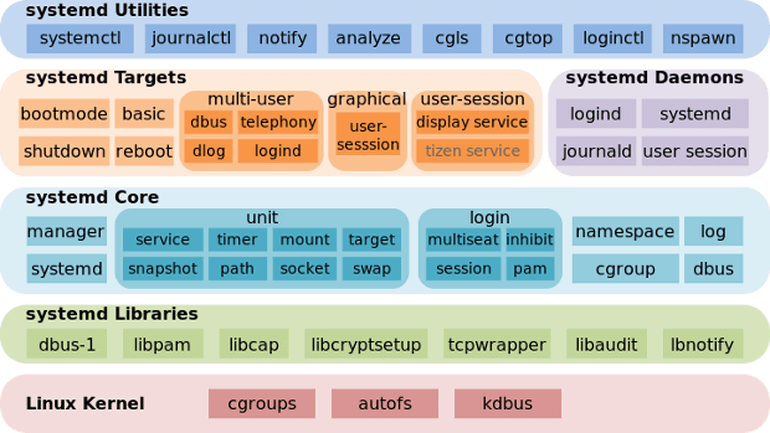 systemd Utilities
systemctl journalctl notify analyze cgls cgtop loginctl nspawn
systemd Targets
bootmode basic
shutdown reboot
multi-user
dbus telephony
dlog logind
graphical
user-
sesssion
user-session
display service
tizen service
systemd Daemons
logind systemd
journald user session
systemd Core
manager
systemd
unit
service timer mount target
snapshot path socket swap
login
multiseat inhibit
session pam
namespace log
cgroup dbus
systemd Libraries
dbus-1 libpam libcap libcryptsetup tcpwrapper libaudit lbnotify
Linux Kernel cgroups autofs kdbus